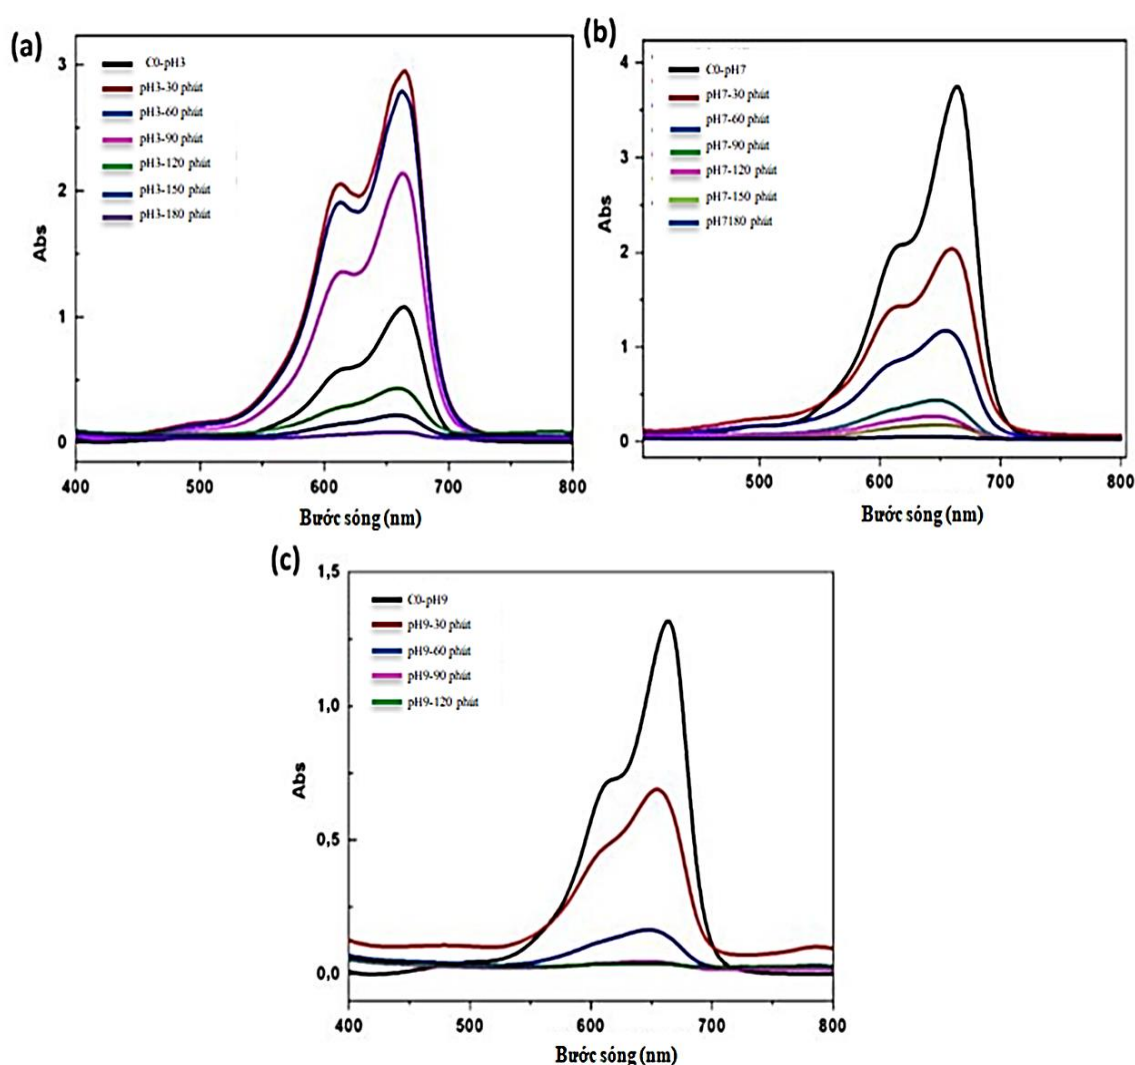 (a)
3
2
1
0
Abs
C0-pH3
pH3-30 phút
pH3-60 phút
pH3-90 phút
pH3-120 phút
pH3-150 phút
pH3-180 phút
400 500 600 700 800
Bước sóng (nm)
(b)
4
3
2
1
0
Abs
C0-pH7
pH7-30 phút
pH7-60 phút
pH7-90 phút
pH7-120 phút
pH7-150 phút
pH7180 phút
500 600 700 800
Bước sóng (nm)
(c)
1,5
1,0
0,5
0,0
Abs
C0-pH9
pH9-30 phút
pH9-60 phút
pH9-90 phút
pH9-120 phút
400 500 600 700 800
Bước sóng (nm)